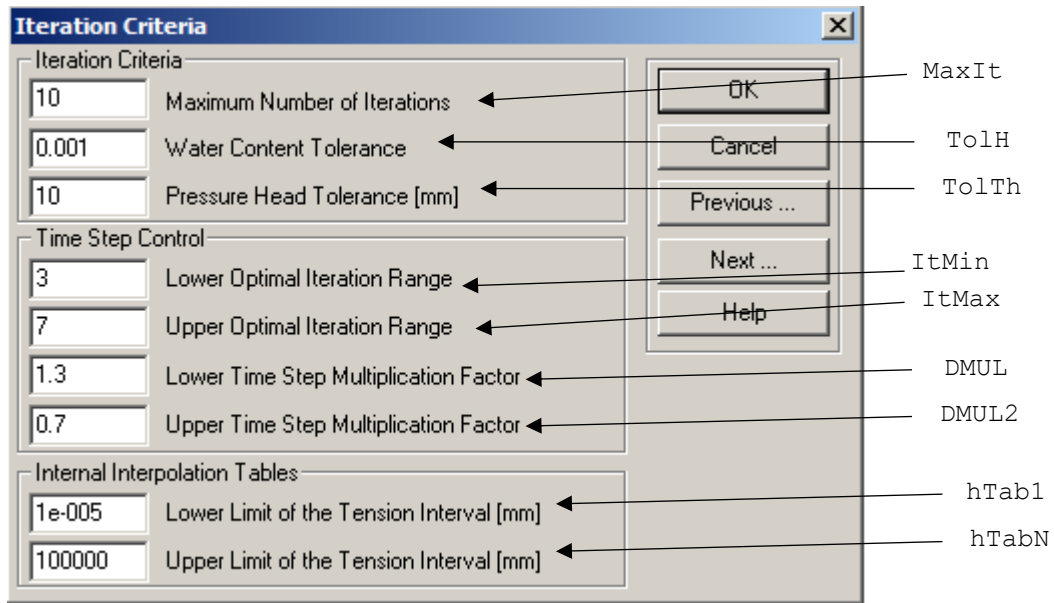 Iteration Criteria
Iteration Criteria
10 Maximum Number of Iterations
0.001 Water Content Tolerance
10 Pressure Head Tolerance [mm]
Time Step Control
3 Lower Optimal Iteration Range
7 Upper Optimal Iteration Range
1.3 Lower Time Step Multiplication Factor
0.7 Upper Time Step Multiplication Factor
Internal Interpolation Tables
1e-005 Lower Limit of the Tension Interval [mm]
100000 Upper Limit of the Tension Interval [mm]
OK
Cancel
Previous ...
Next ...
Help
MaxIt
TolH
TolTh
ItMin
ItMax
DMUL
DMUL2
hTab1
hTabN